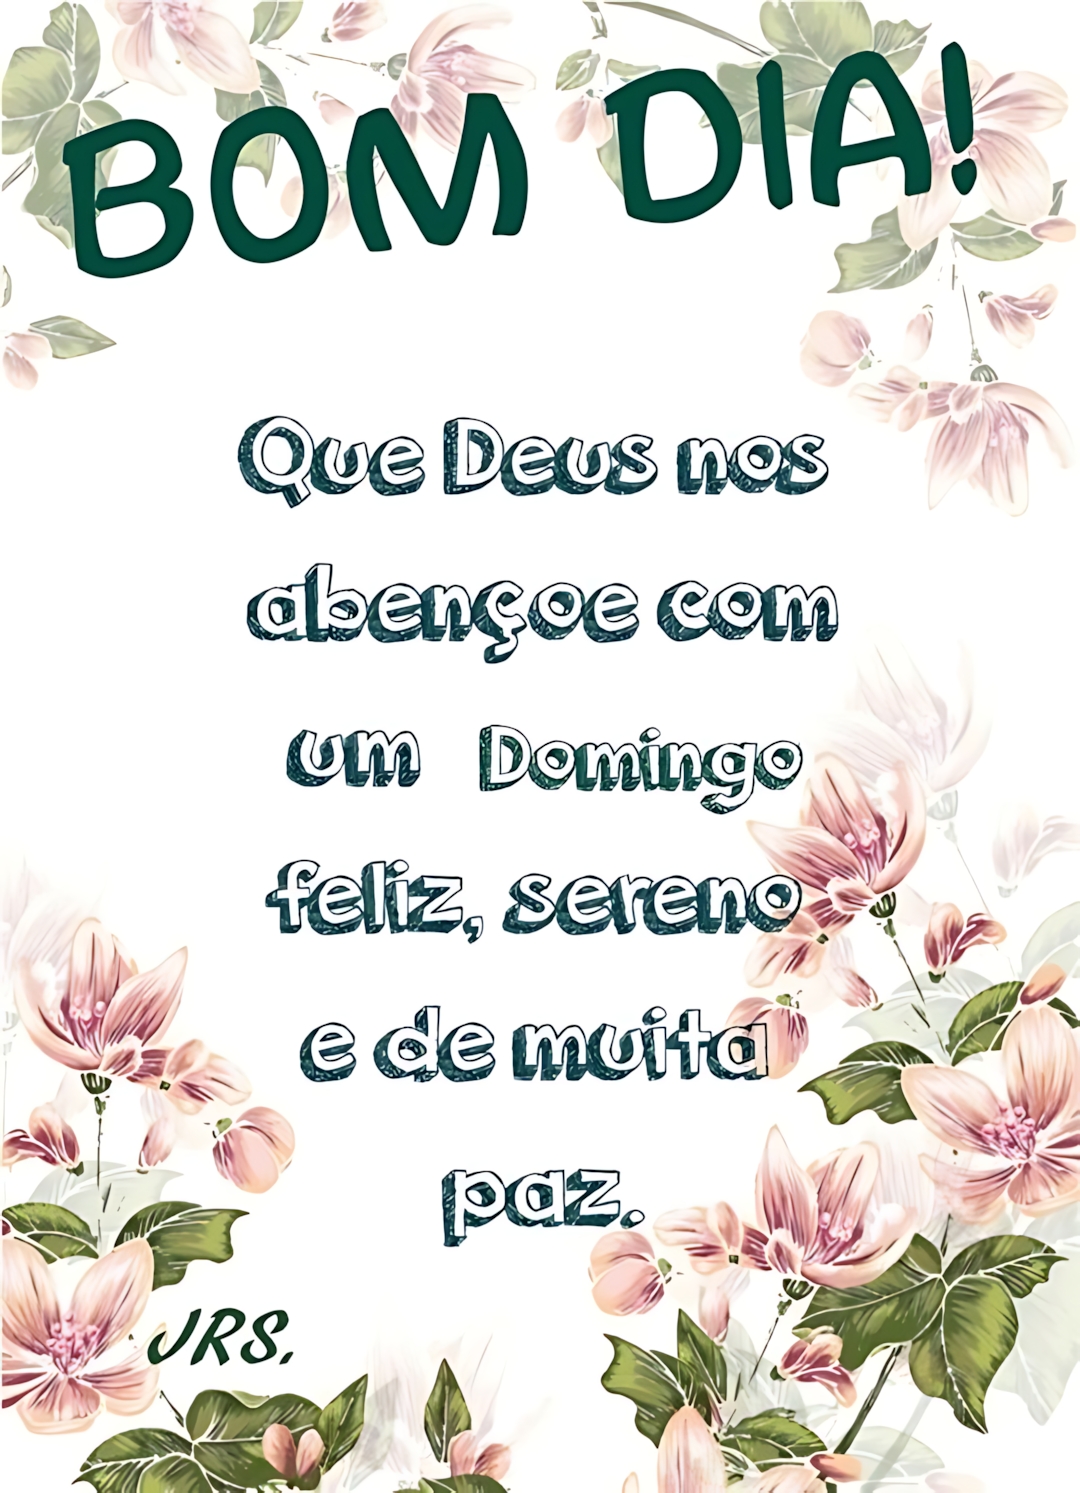 BOM DIA!
Que Deus nos
abençoe com
um Domingo
feliz, sereno
e de muita
paz.
JRS.